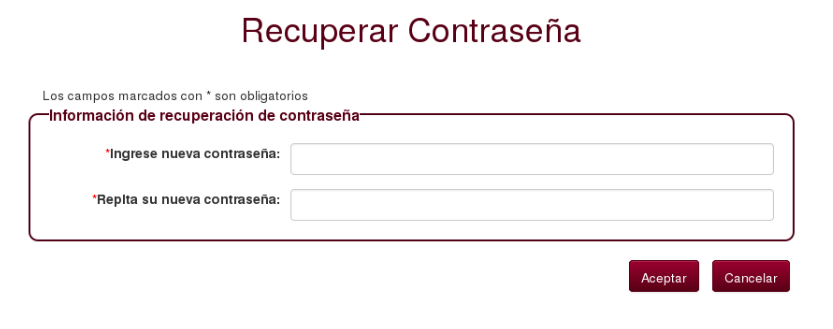 Recuperar Contraseña
Los campos marcados con * son obligatorios
Información de recuperación de contraseña
*Ingrese nueva contraseña:
*Repita su nueva contraseña:
Aceptar Cancelar